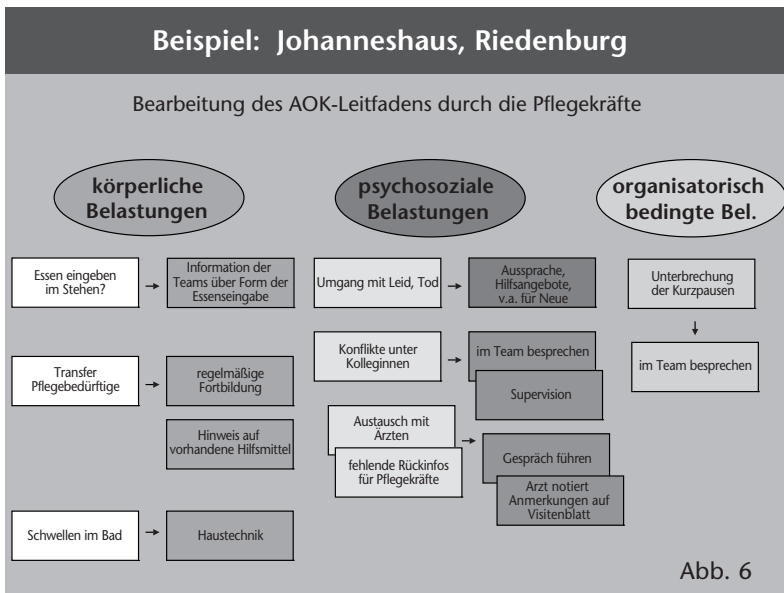 Beispiel: Johanneshaus, Riedenburg
Bearbeitung des AOK-Leitfadens durch die Pflegekräfte
körperliche
Belastungen
psychosoziale
Belastungen
organisatorisch
bedingte Bel.
Essen eingeben
im Stehen?
Information der
Teams über Form der
Essenseingabe
Transfer
Pflegebedürftige
regelmäßige
Fortbildung
Hinweis auf
vorhandene Hilfsmittel
Schwellen im Bad
Haustechnik
Umgang mit Leid, Tod
Aussprache,
Hilfsangebote,
v.a. für Neue
Konflikte unter
Kolleginnen
im Team besprechen
Supervision
Austausch mit
Ärzten
fehlende Rückinfos
für Pflegekräfte
Gespräch führen
Arzt notiert
Anmerkungen auf
Visitenblatt
Unterbrechung
der Kurzpausen
im Team besprechen
Abb. 6